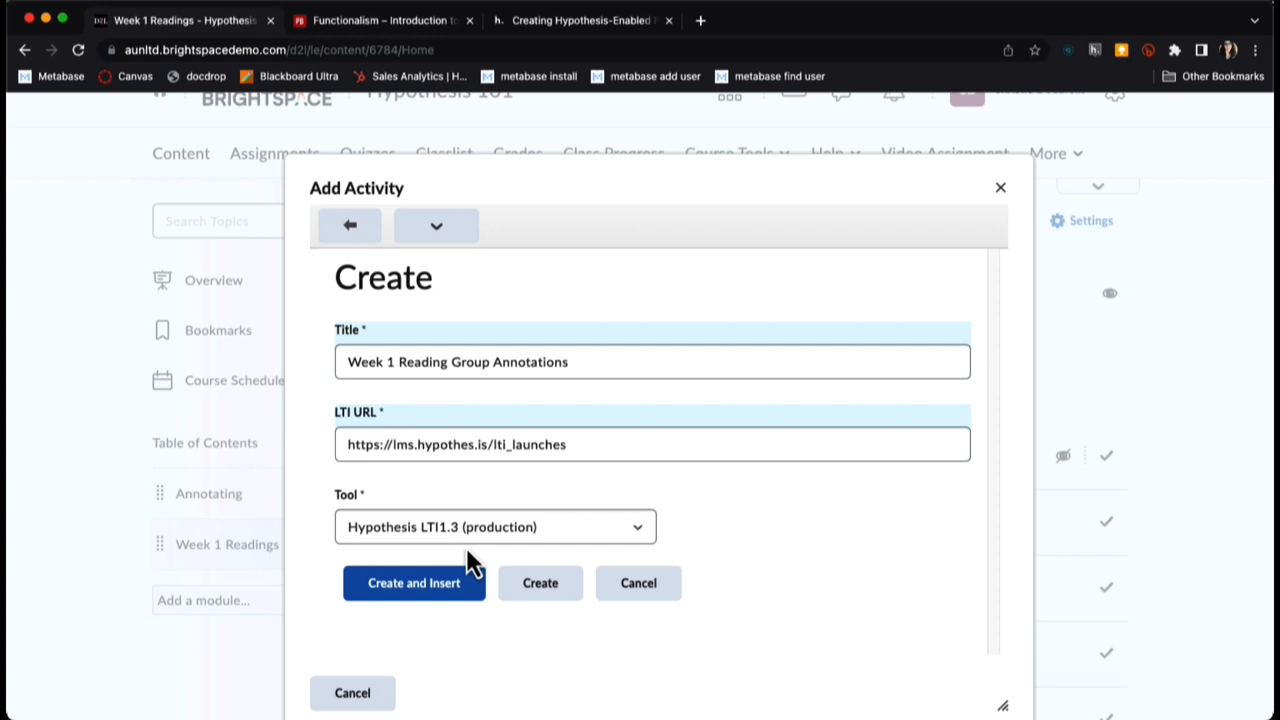 Week 1 Readings - Hypothesis
Functionalism – Introduction to
h. Creating Hypothesis-Enabled
aunltd.brightspacedemo.com/d2l/le/content/6784/Home
Metabase Canvas docdrop Blackboard Ultra Sales Analytics | H... metabase install metabase add user metabase find user Other Bookmarks
BRIGHTSPACE Hypothesis 101
Content Assignments Quizzes Classlist Grades Class Progress Course Tools Help Video Assignment More
Add Activity
Search Topics
Settings
Create
Overview
Title *
Bookmarks
Week 1 Reading Group Annotations
Course Schedule
LTI URL *
Table of Contents
https://lms.hypothes.is/lti_launches
Annotating
Tool *
Hypothesis LTI1.3 (production)
Week 1 Readings
Create and Insert Create Cancel
Add a module...
Cancel